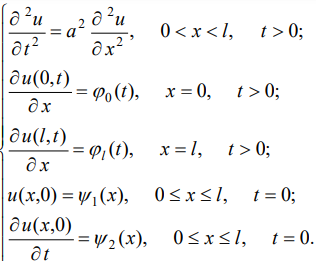 ∂²u/∂t² = a² ∂²u/∂x², 0 < x < l, t > 0;
∂u(0,t)/∂x = φ₀(t), x = 0, t > 0;
∂u(l,t)/∂x = φₗ(t), x = l, t > 0;
u(x,0) = ψ₁(x), 0 ≤ x ≤ l, t = 0;
∂u(x,0)/∂t = ψ₂(x), 0 ≤ x ≤ l, t = 0.